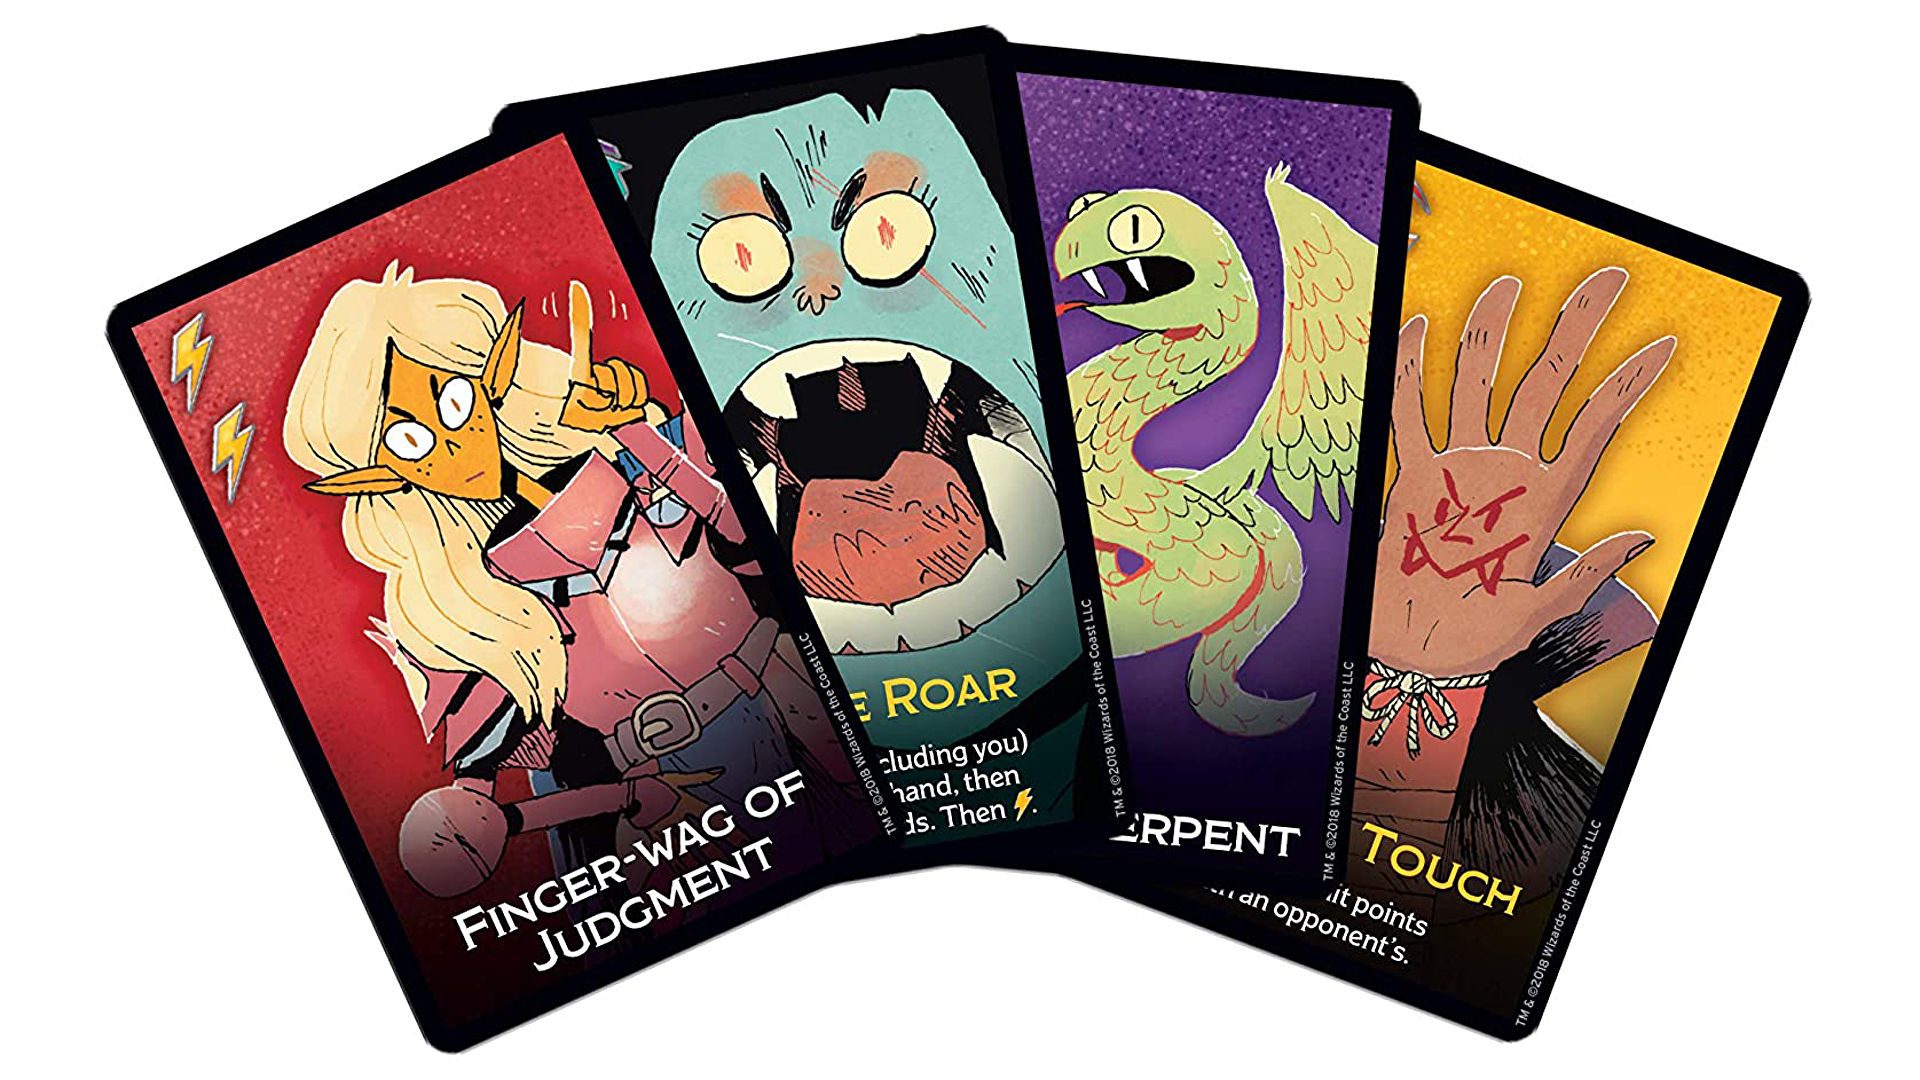 FINGER-WAG OF
JUDGMENT
TM & ©2018 Wizards of the Coast LLC
E ROAR
cluding you)
hand, then
ds. Then
TM & ©2018 Wizards of the Coast LLC
ERPENT
TM & ©2018 Wizards of the Coast LLC
TOUCH
it points
an opponent's.
TM & ©2018 Wizards of the Coast LLC